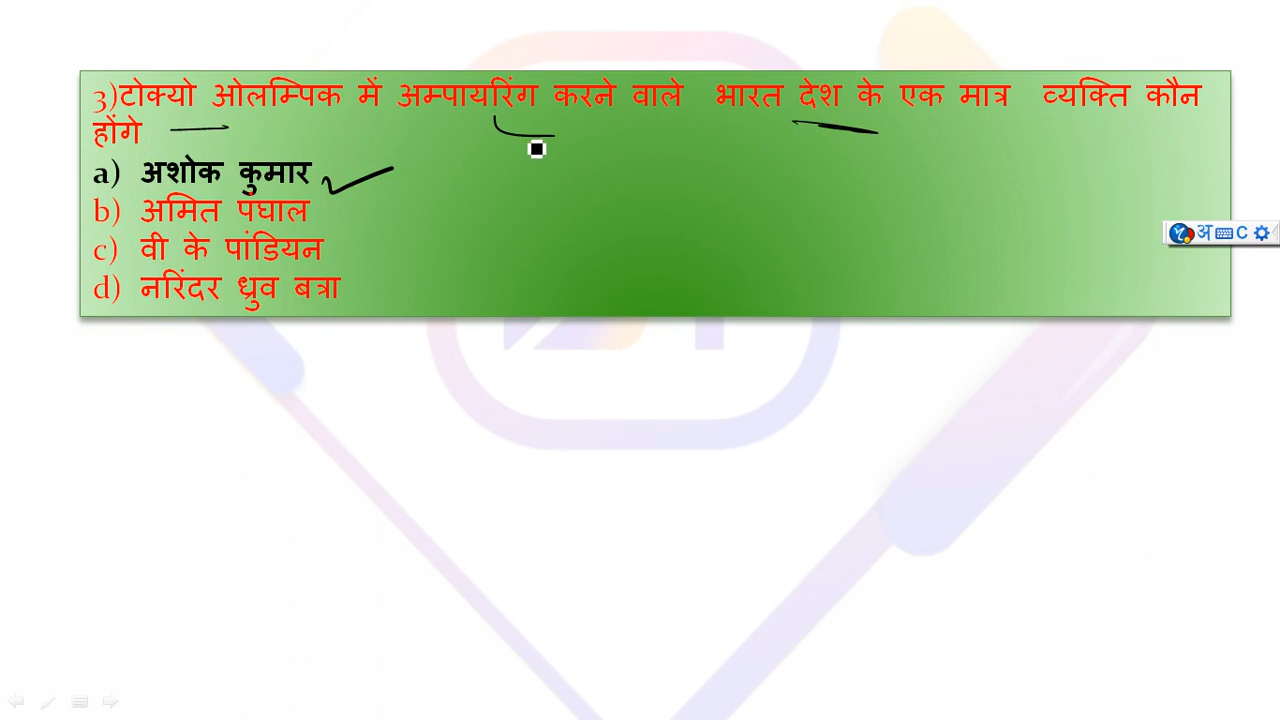 3)टोक्यो ओलम्पिक में अम्पायरिंग करने वाले भारत देश के एक मात्र व्यक्ति कौन
होंगे
a) अशोक कुमार
b) अमित पंघाल
c) वी के पांडियन
d) नरिंदर ध्रुव बत्रा
अ C